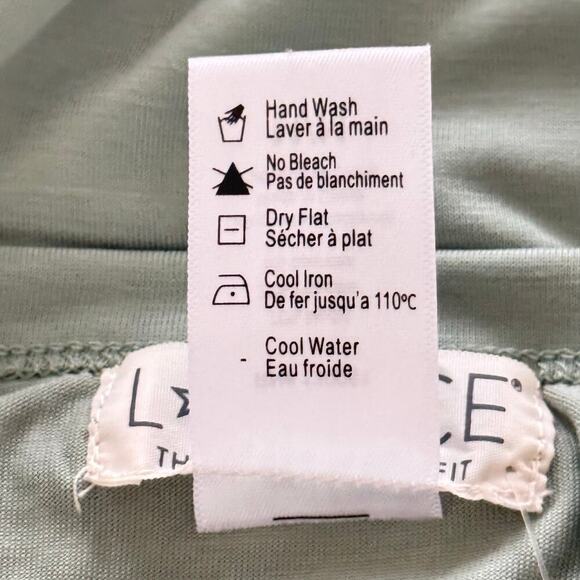 Hand Wash
Laver à la main
No Bleach
Pas de blanchiment
Dry Flat
Sécher à plat
Cool Iron
De fer jusqu'a 110ºC
- Cool Water
Eau froide